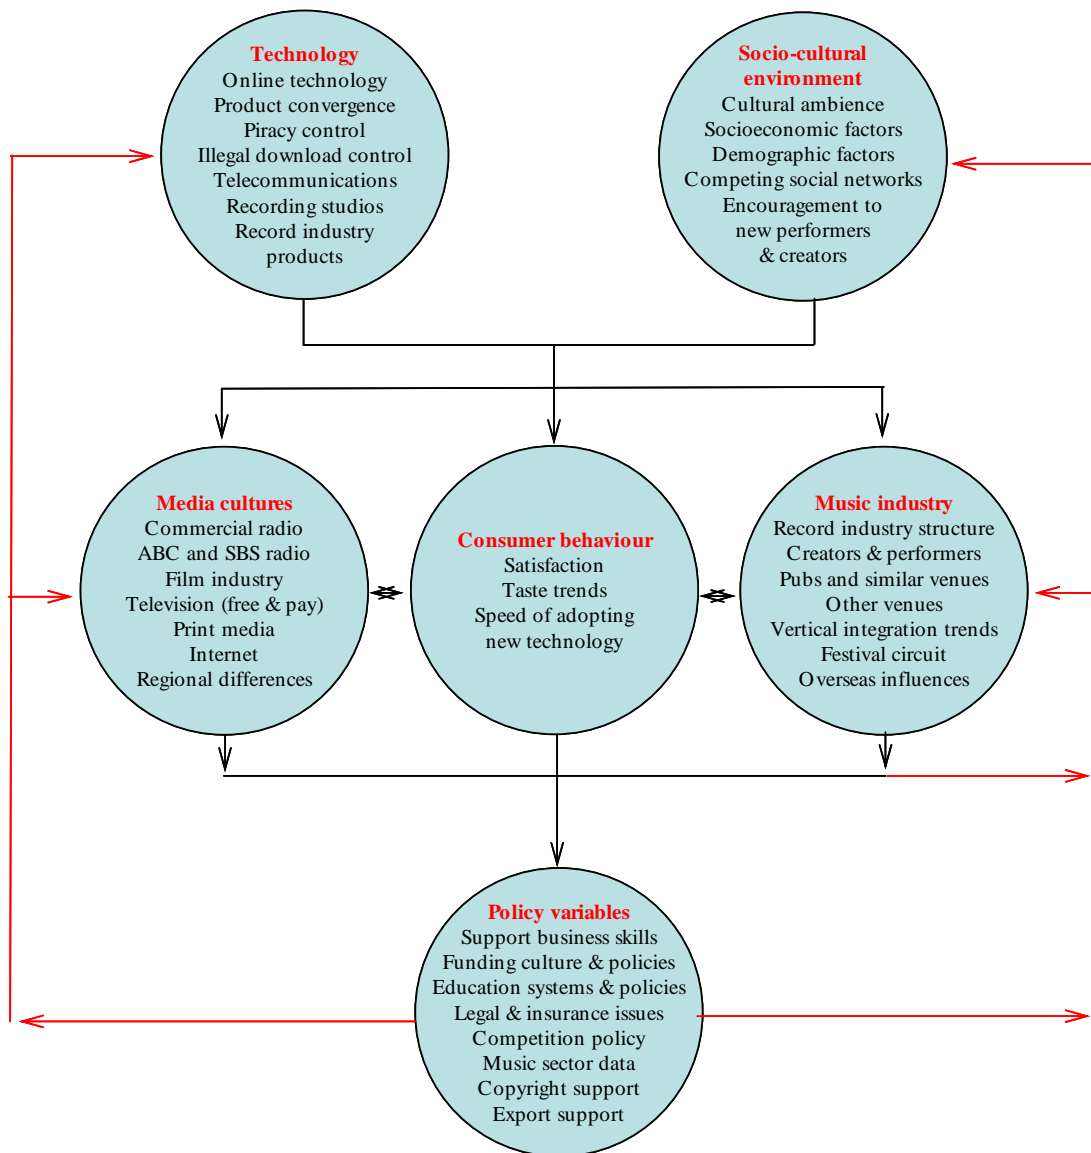 Technology
Online technology
Product convergence
Piracy control
Illegal download control
Telecommunications
Recording studios
Record industry
products
Socio-cultural
environment
Cultural ambience
Socioeconomic factors
Demographic factors
Competing social networks
Encouragement to
new performers
& creators
Media cultures
Commercial radio
ABC and SBS radio
Film industry
Television (free & pay)
Print media
Internet
Regional differences
Consumer behaviour
Satisfaction
Taste trends
Speed of adopting
new technology
Music industry
Record industry structure
Creators & performers
Pubs and similar venues
Other venues
Vertical integration trends
Festival circuit
Overseas influences
Policy variables
Support business skills
Funding culture & policies
Education systems & policies
Legal & insurance issues
Competition policy
Music sector data
Copyright support
Export support